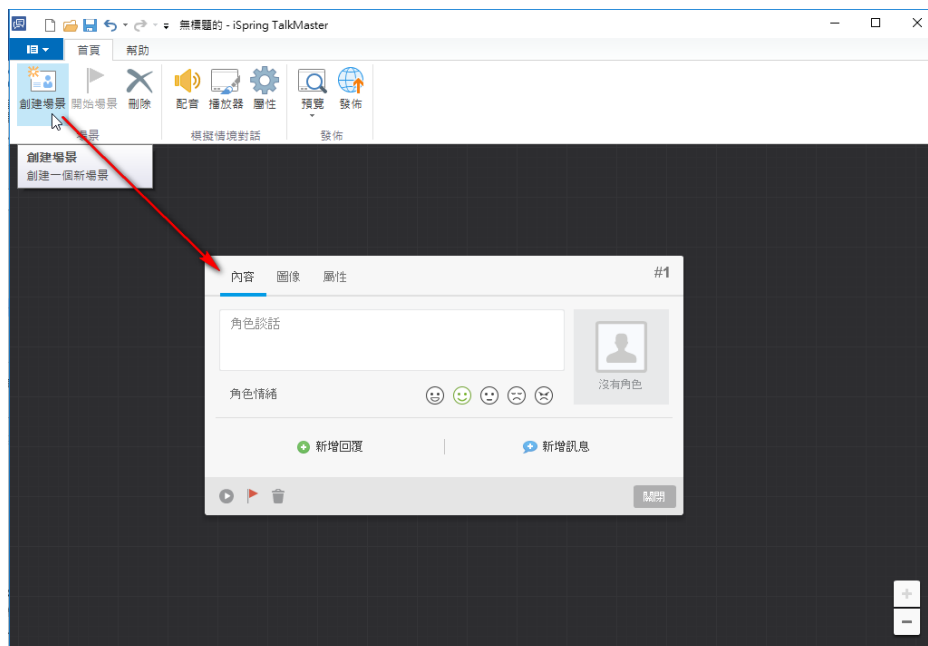 無標題的 - iSpring TalkMaster
首頁 幫助
創建場景 開始場景 刪除 配音 播放器 屬性 預覽 發佈
場景 模擬情境對話 發佈
創建場景
創建一個新場景
內容 圖像 屬性 #1
角色談話
沒有角色
角色情緒
新增回覆 新增訊息
關閉